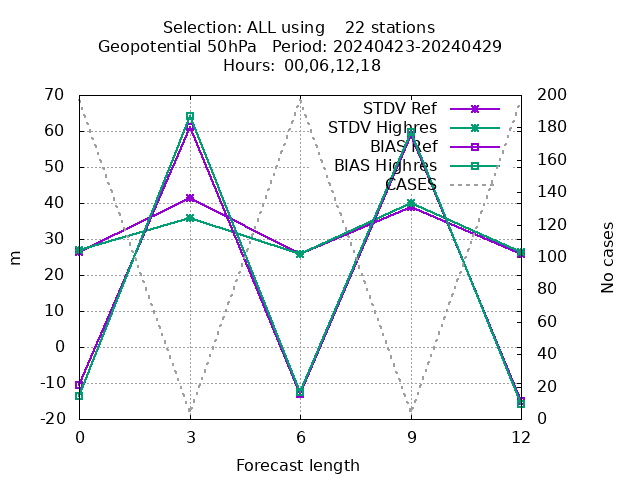 Selection: ALL using 22 stations
Geopotential 50hPa Period: 20240423-20240429
Hours: 00,06,12,18
70
60
50
40
30
20
10
0
-10
-20
m
200
180
160
140
120
100
80
60
40
20
0
No cases
STDV Ref
STDV Highres
BIAS Ref
BIAS Highres
CASES
0 3 6 9 12
Forecast length